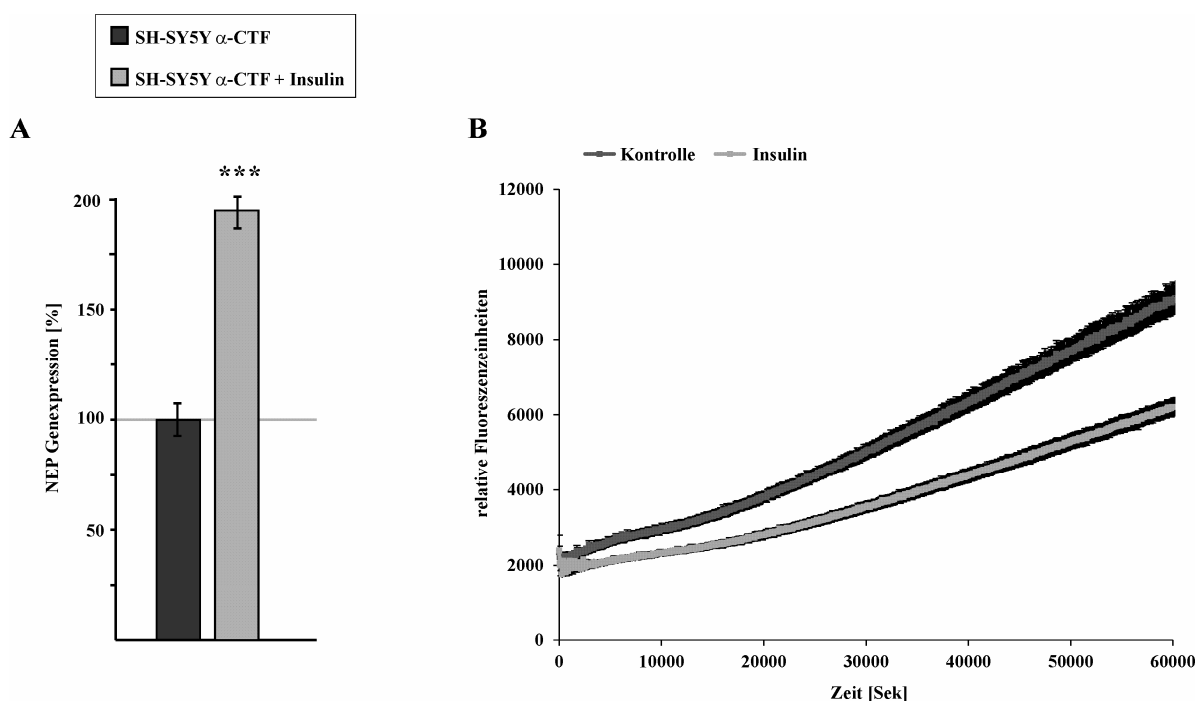 SH-SY5Y α-CTF
SH-SY5Y α-CTF + Insulin
A
***
200
150
100
50
NEP Genexpression [%]
B
Kontrolle
Insulin
12000
10000
8000
6000
4000
2000
0
relative Fluoreszenzeinheiten
0 10000 20000 30000 40000 50000 60000
Zeit [Sek]